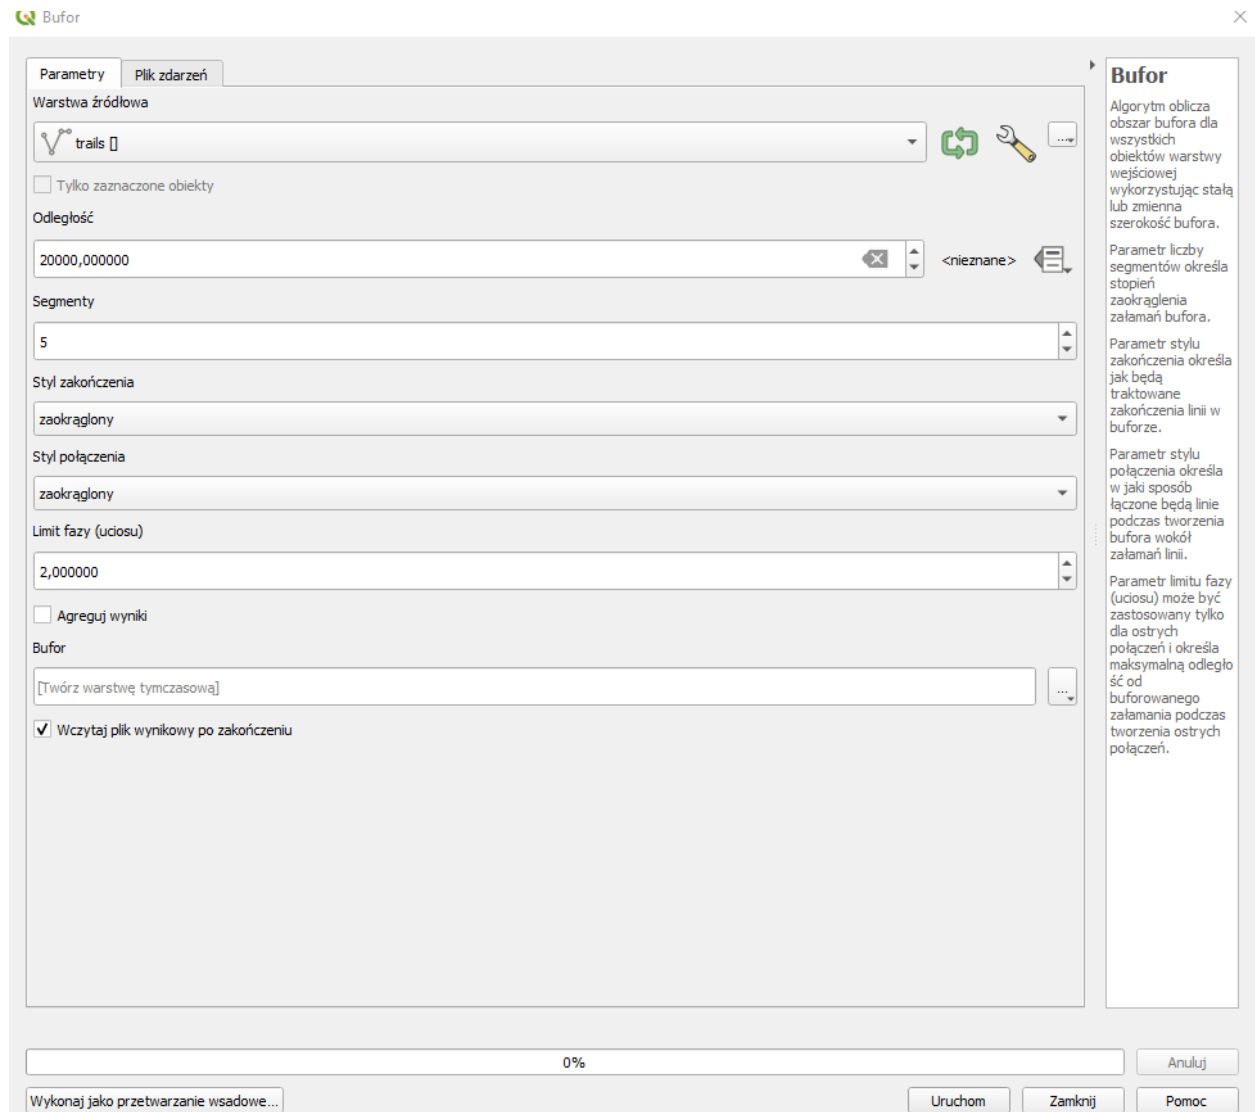 Bufor
Parametry
Plik zdarzeń
Warstwa źródłowa
trails []
...
Tylko zaznaczone obiekty
Odległość
20000,000000
<nieznane>
Segmenty
5
Styl zakończenia
zaokrąglony
Styl połączenia
zaokrąglony
Limit fazy (uciosu)
2,000000
Agreguj wyniki
Bufor
[Twórz warstwę tymczasową]
...
Wczytaj plik wynikowy po zakończeniu
Bufor
Algorytm oblicza
obszar bufora dla
wszystkich
obiektów warstwy
wejściowej
wykorzystując stałą
lub zmienna
szerokość bufora.
Parametr liczby
segmentów określa
stopień
zaokrąglenia
załamań bufora.
Parametr stylu
zakończenia określa
jak będą
traktowane
zakończenia linii w
buforze.
Parametr stylu
połączenia określa
w jaki sposób
łączone będą linie
podczas tworzenia
bufora wokół
załamań linii.
Parametr limitu fazy
(uciosu) może być
zastosowany tylko
dla ostrych
połączeń i określa
maksymalną odległo
ść od
buforowanego
załamania podczas
tworzenia ostrych
połączeń.
0%
Anuluj
Wykonaj jako przetwarzanie wsadowe...
Uruchom
Zamknij
Pomoc